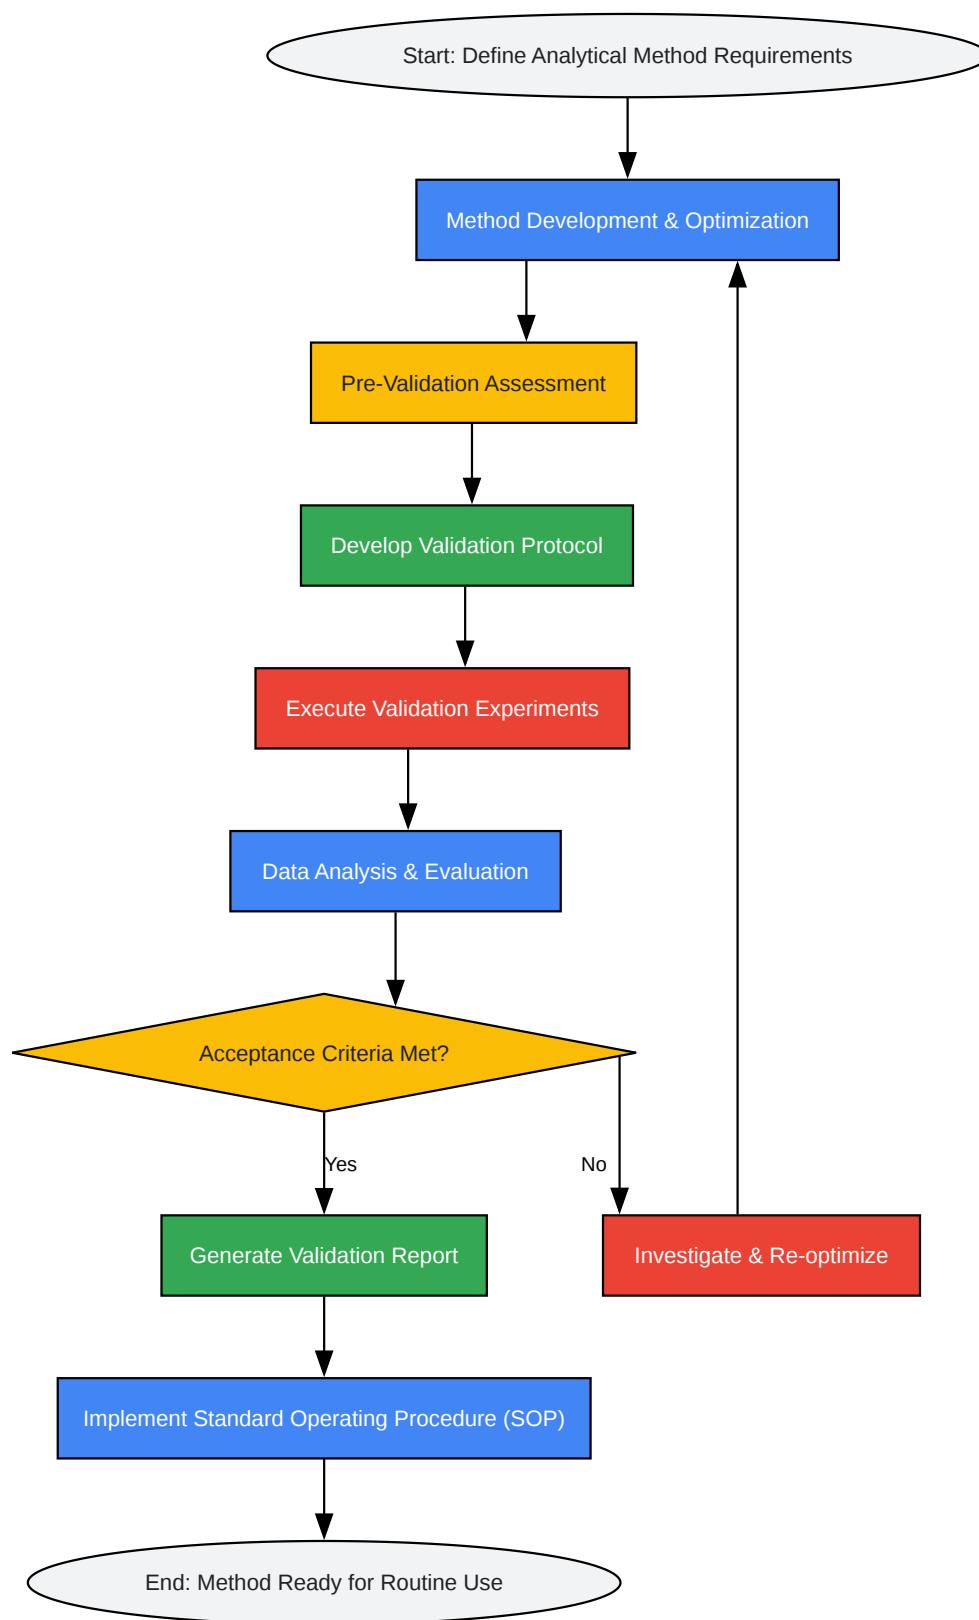 Start: Define Analytical Method Requirements
Method Development & Optimization
Pre-Validation Assessment
Develop Validation Protocol
Execute Validation Experiments
Data Analysis & Evaluation
Acceptance Criteria Met?
Yes
No
Generate Validation Report
Investigate & Re-optimize
Implement Standard Operating Procedure (SOP)
End: Method Ready for Routine Use